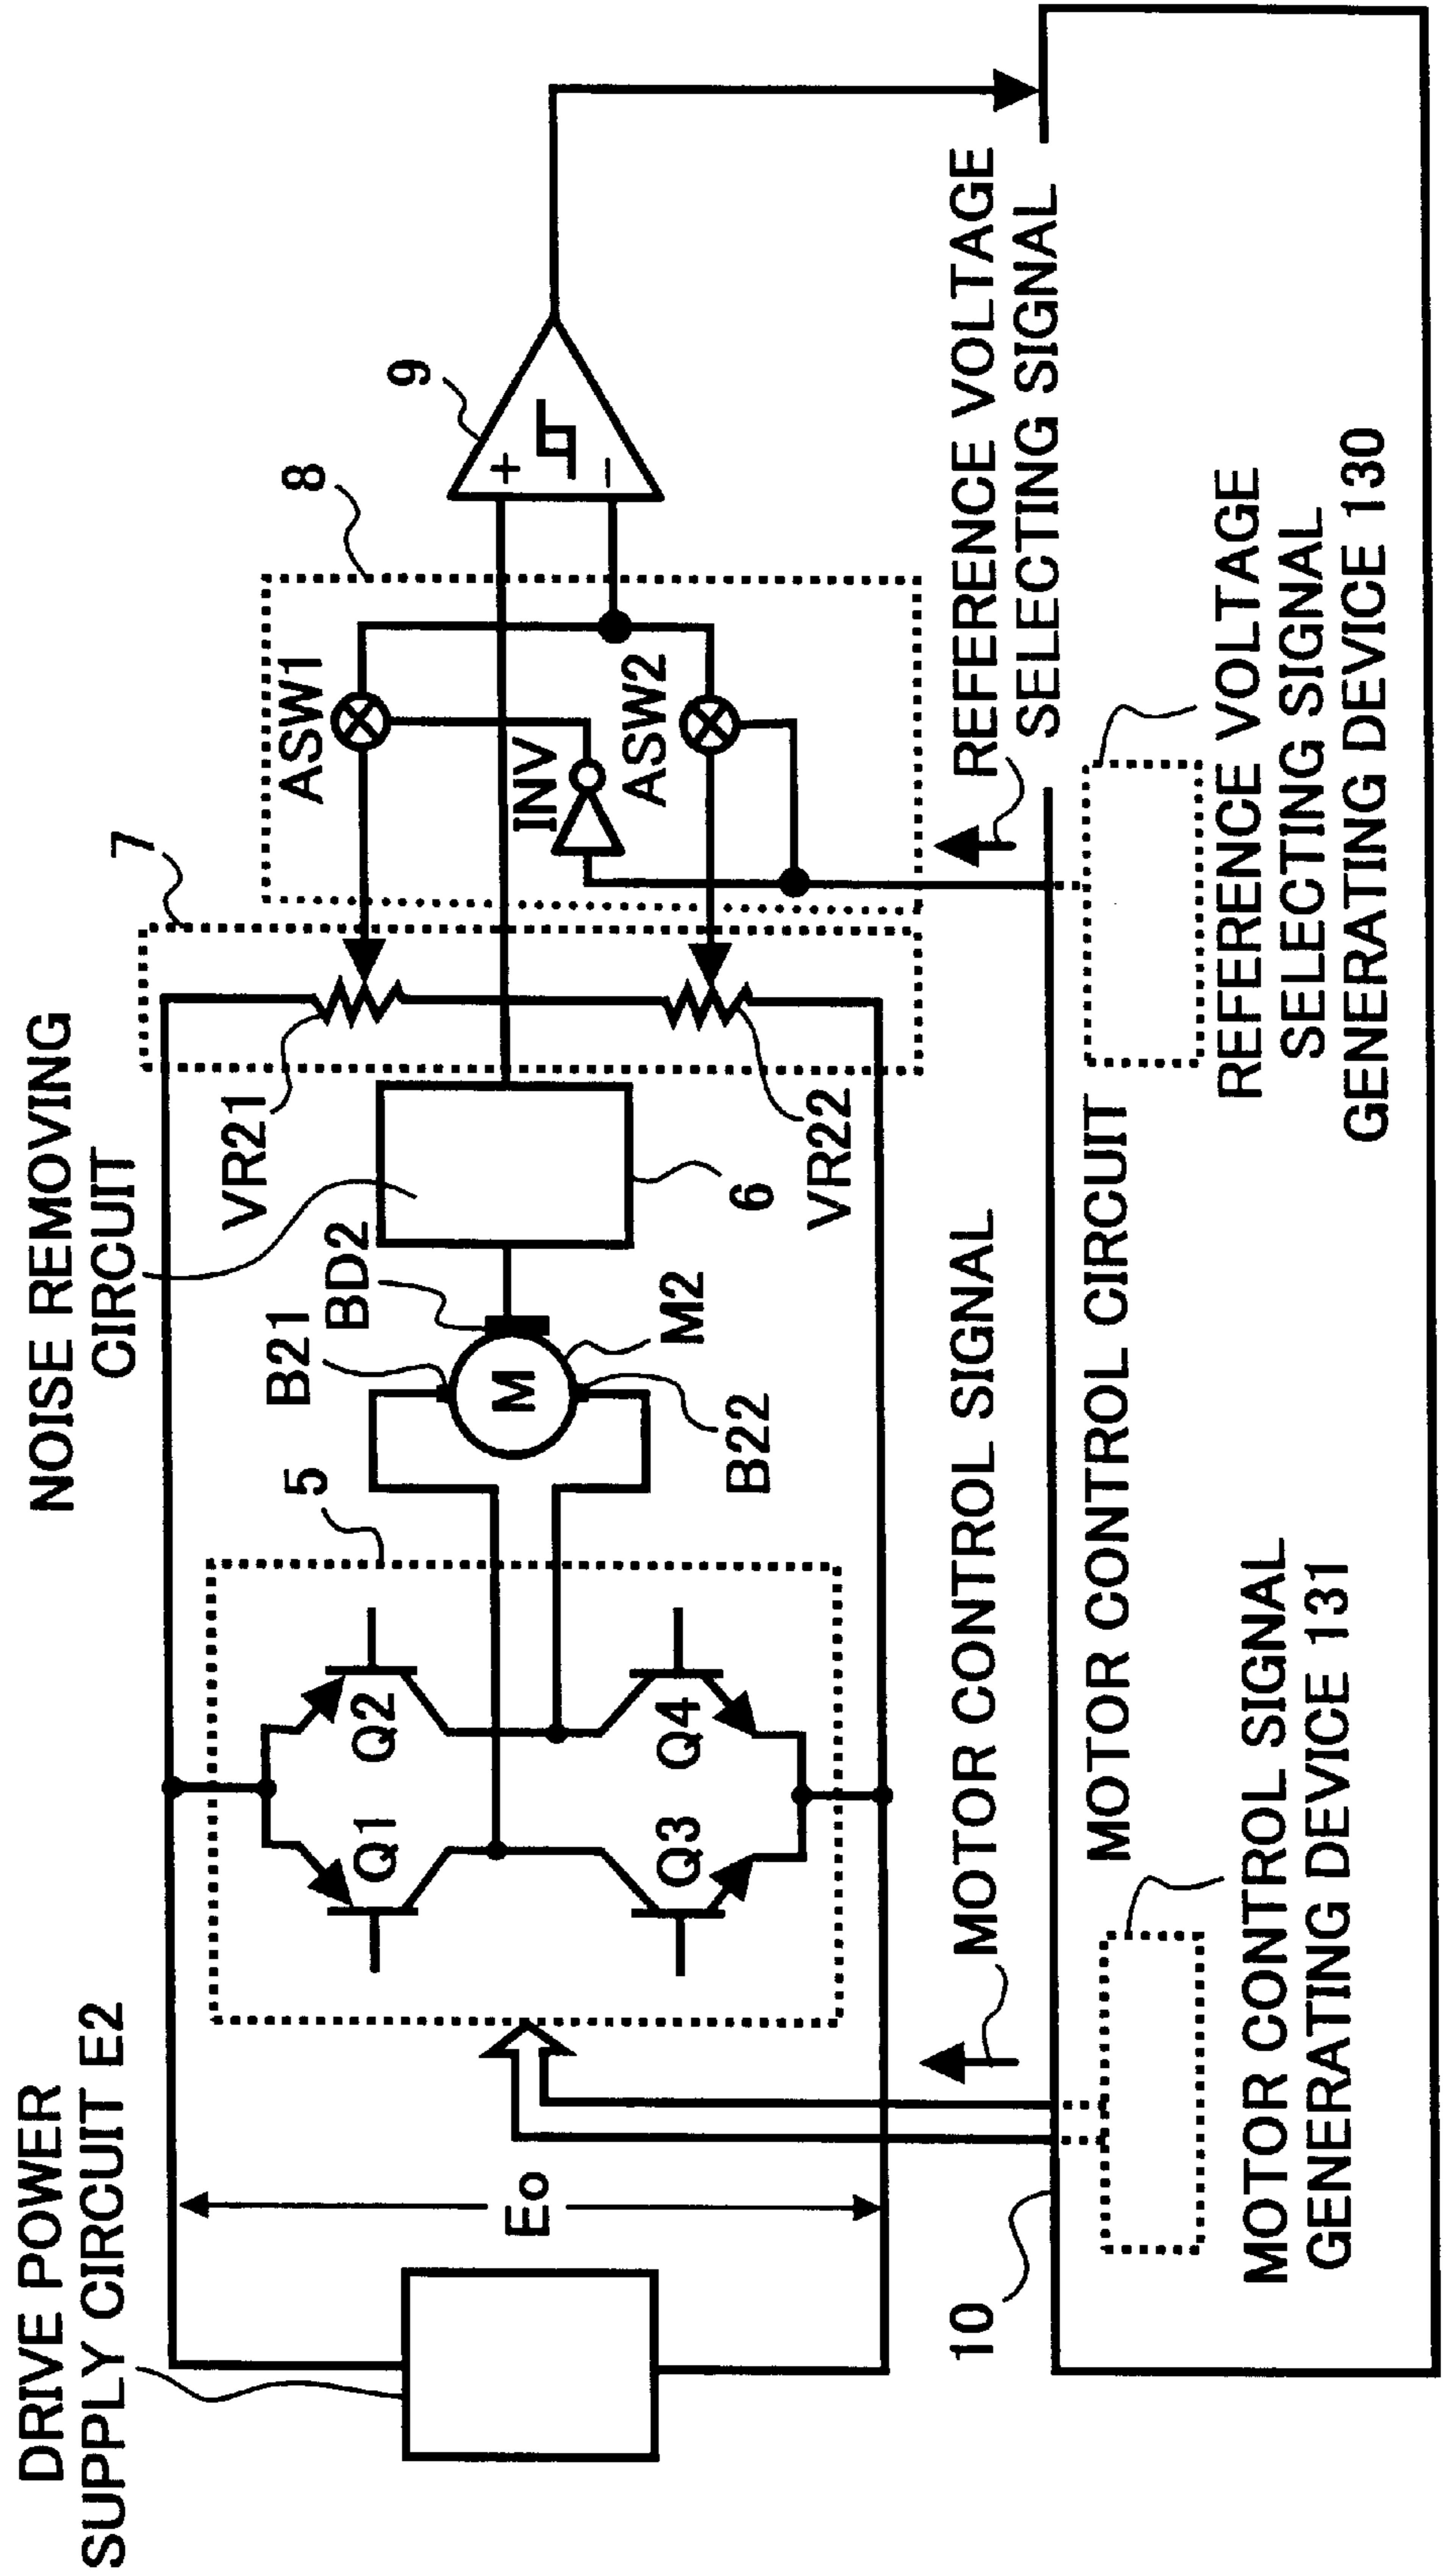 DRIVE POWER
SUPPLY CIRCUIT E2
NOISE REMOVING
CIRCUIT
7
8
9
5
Q1
Q2
Q3
Q4
Eo
B21
BD2
M
M2
B22
VR21
6
VR22
ASW1
INV
ASW2
+
−
MOTOR CONTROL SIGNAL
REFERENCE VOLTAGE
SELECTING SIGNAL
10
MOTOR CONTROL CIRCUIT
MOTOR CONTROL SIGNAL
GENERATING DEVICE 131
REFERENCE VOLTAGE
SELECTING SIGNAL
GENERATING DEVICE 130